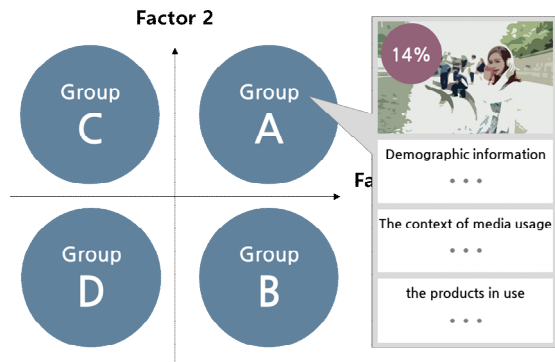 Factor 2
Group
C
Group
A
14%
Demographic information
• • •
Fa
The context of media usage
• • •
Group
D
Group
B
the products in use
• • •